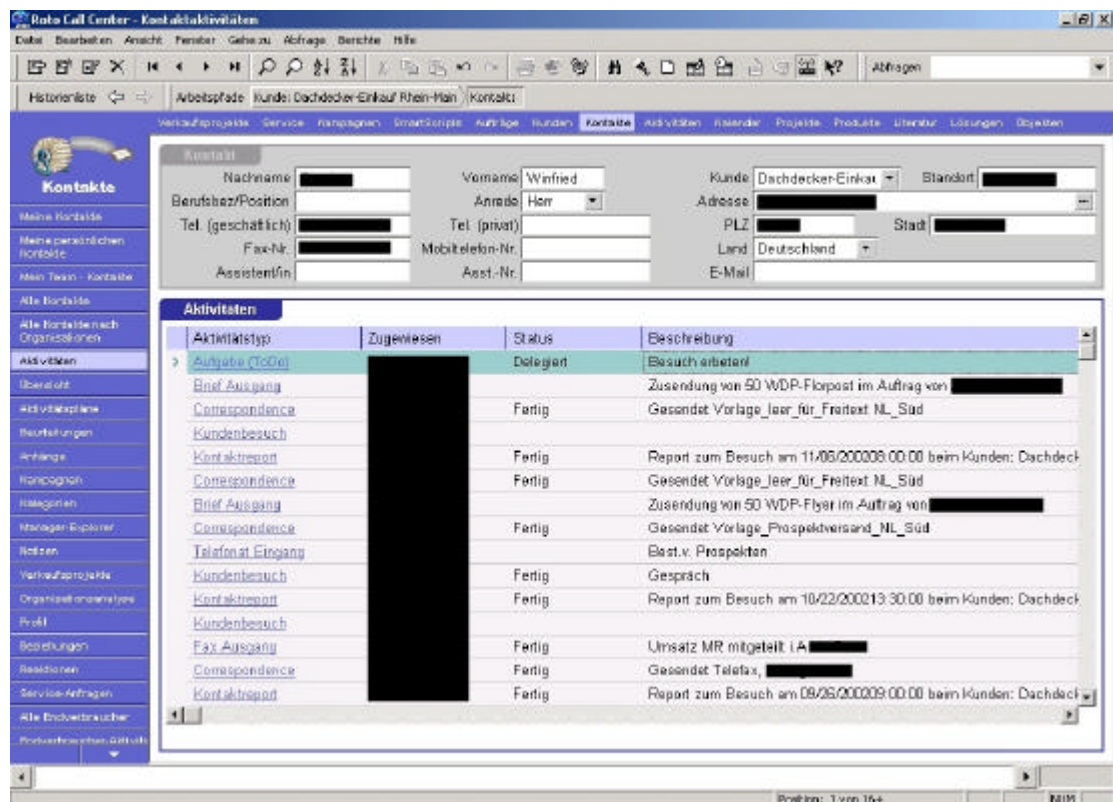 Roto Call Center - Kontaktaktivitäten
Datei Bearbeiten Ansicht Fenster Gehe zu Abfrage Berichte Hilfe
Abfragen
Historienliste Arbeitspfade Kunde: Dachdecker-Einkauf Rhein-Main Kontakt:
Verkaufsprojekte Service Kampagnen SmartScripts Aufträge Kunden Kontakte Aktivitäten Kalender Projekte Produkte Literatur Lösungen Objekten
Kontakte
Meine Kontakte
Meine persönlichen Kontakte
Mein Team - Kontakte
Alle Kontakte
Alle Kontakte nach Organisationen
Aktivitäten
Übersicht
Aktivitätspläne
Beurteilungen
Anhänge
Kampagnen
Kategorien
Manager-Explorer
Notizen
Verkaufsprojekte
Organisationsanalyse
Profil
Beziehungen
Reaktionen
Service-Anfragen
Alle Endverbraucher
Kontakt
Nachname Vorname Winfried Kunde Dachdecker-Einkau Standort
Berufsbez/Position Anrede Herr Adresse
Tel. (geschäftlich) Tel. (privat) PLZ Stadt
Fax-Nr. Mobiltelefon-Nr. Land Deutschland
Assistent/in Asst.-Nr. E-Mail
Aktivitäten
Aktivitätstyp Zugewiesen Status Beschreibung
Aufgabe (ToDo) Delegiert Besuch erbeten!
Brief Ausgang Zusendung von 50 WDP-Florpost im Auftrag von
Correspondence Fertig Gesendet Vorlage_leer_für_Freitext NL_Süd
Kundenbesuch
Kontaktreport Fertig Report zum Besuch am 11/06/200208:00:00 beim Kunden: Dachdeck
Correspondence Fertig Gesendet Vorlage_leer_für_Freitext NL_Süd
Brief Ausgang Zusendung von 50 WDP-Flyer im Auftrag von
Correspondence Fertig Gesendet Vorlage_Prospektversand_NL_Süd
Telefonat Eingang Best.v. Prospekten
Kundenbesuch Fertig Gespräch
Kontaktreport Fertig Report zum Besuch am 10/22/200213:30:00 beim Kunden: Dachdeck
Kundenbesuch
Fax Ausgang Fertig Umsatz MR mitgeteilt i.A
Correspondence Fertig Gesendet Telefax,
Kontaktreport Fertig Report zum Besuch am 09/26/200209:00:00 beim Kunden: Dachdeck
Position: 1 von 16+ NUM